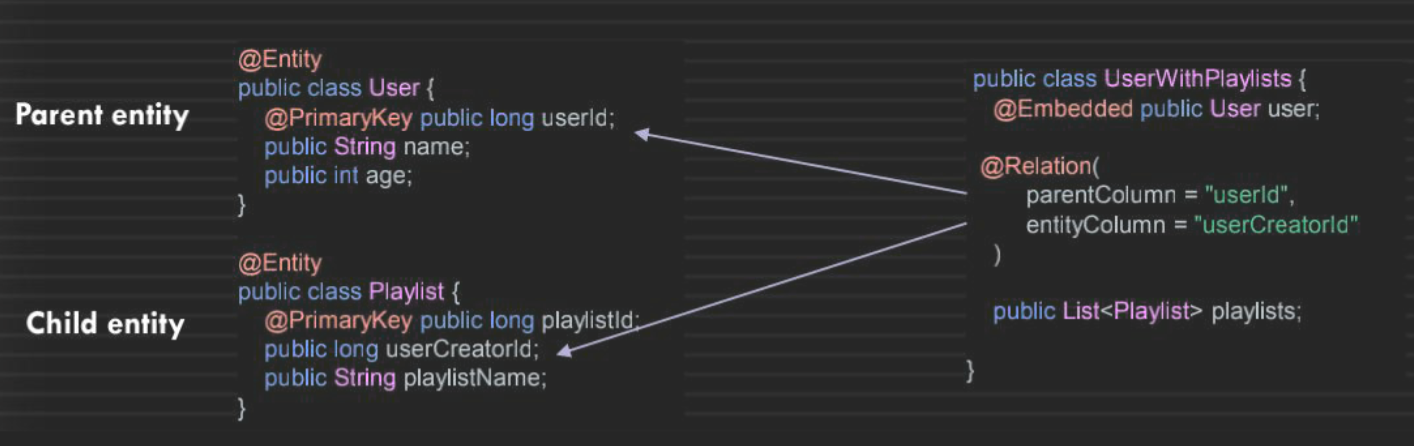 Parent entity
@Entity
public class User {
@PrimaryKey public long userId;
public String name;
public int age;
}
Child entity
@Entity
public class Playlist {
@PrimaryKey public long playlistId;
public long userCreatorId;
public String playlistName;
}
public class UserWithPlaylists {
@Embedded public User user;
@Relation(
parentColumn = "userId",
entityColumn = "userCreatorId"
)
public List<Playlist> playlists;
}